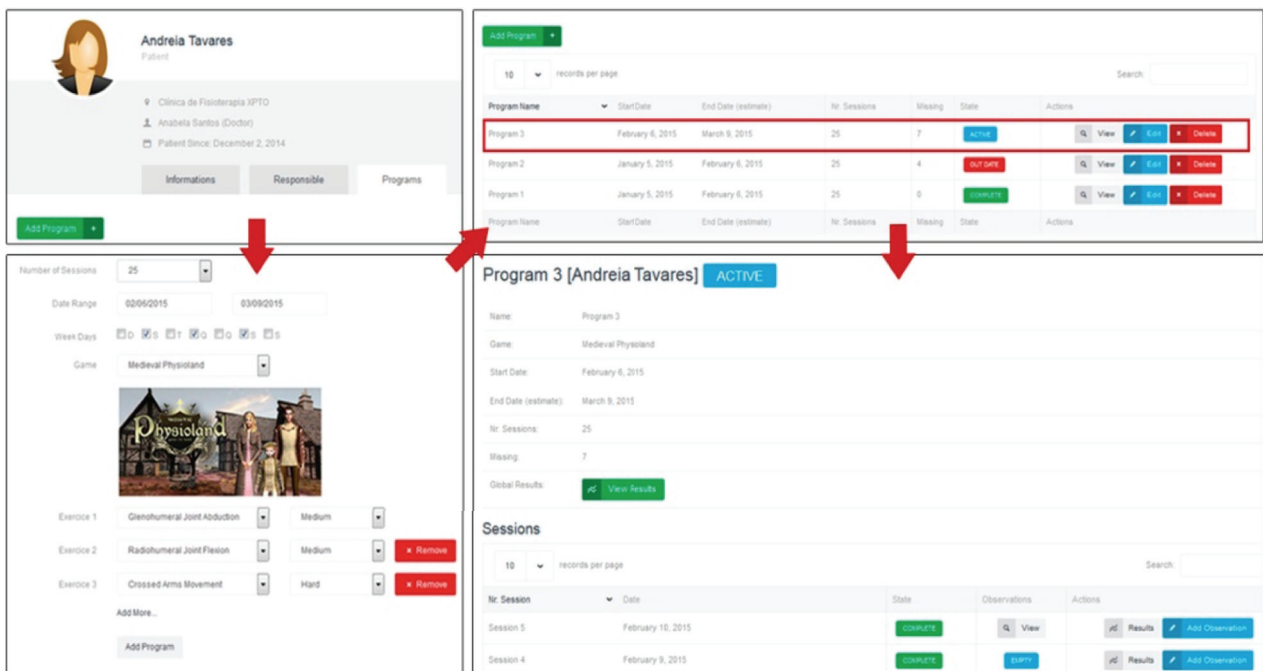 Andreia Tavares
Patient
Clínica de Fisioterapia XPTO
Anabela Santos (Doctor)
Patient Since: December 2, 2014
Informations Responsible Programs
Add Program +
Number of Sessions 25
Date Range 02/06/2015 03/09/2015
Week Days D S T Q Q S S
Game Medieval Physioland
Physioland
Exercice 1 Glenohumeral Joint Abduction Medium
Exercice 2 Radiohumeral Joint Flexion Medium × Remove
Exercice 3 Crossed Arms Movement Hard × Remove
Add More...
Add Program
Add Program +
10 records per page Search:
Program Name Start Date End Date (estimate) Nr. Sessions Missing State Actions
Program 3 February 6, 2015 March 9, 2015 25 7 ACTIVE View Edit × Delete
Program 2 January 5, 2015 February 6, 2015 25 4 OUT DATE View Edit × Delete
Program 1 January 5, 2015 February 6, 2015 25 0 COMPLETE View Edit × Delete
Program Name Start Date End Date (estimate) Nr. Sessions Missing State Actions
Program 3 [Andreia Tavares] ACTIVE
Name: Program 3
Game: Medieval Physioland
Start Date: February 6, 2015
End Date (estimate): March 9, 2015
Nr. Sessions: 25
Missing: 7
Global Results: View Results
Sessions
10 records per page Search:
Nr. Session Date State Observations Actions
Session 5 February 10, 2015 COMPLETE View Results Add Observation
Session 4 February 9, 2015 COMPLETE EMPTY Results Add Observation